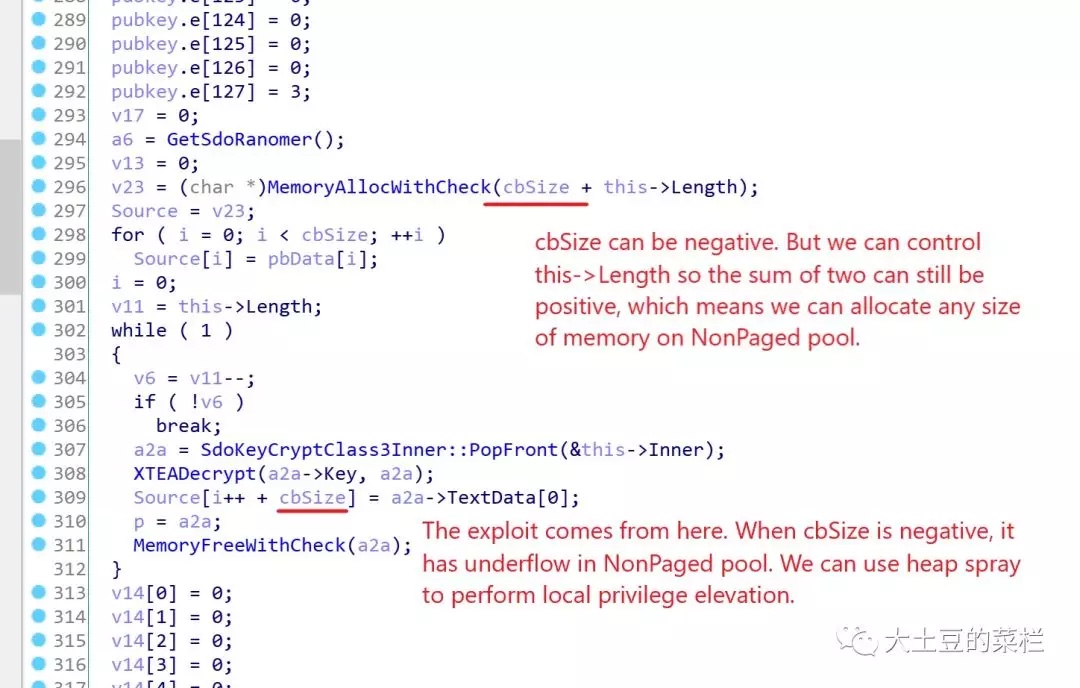 289 pubkey.e[124] = 0;
290 pubkey.e[125] = 0;
291 pubkey.e[126] = 0;
292 pubkey.e[127] = 3;
293 v17 = 0;
294 a6 = GetSdoRanomer();
295 v13 = 0;
296 v23 = (char *)MemoryAllocWithCheck(cbSize + this->Length);
297 Source = v23;
298 for ( i = 0; i < cbSize; ++i )
299 Source[i] = pbData[i];
300 i = 0;
301 v11 = this->Length;
302 while ( 1 )
303 {
304 v6 = v11--;
305 if ( !v6 )
306 break;
307 a2a = SdoKeyCryptClass3Inner::PopFront(&this->Inner);
308 XTEADecrypt(a2a->Key, a2a);
309 Source[i++ + cbSize] = a2a->TextData[0];
310 p = a2a;
311 MemoryFreeWithCheck(a2a);
312 }
313 v14[0] = 0;
314 v14[1] = 0;
315 v14[2] = 0;
316 v14[3] = 0;
cbSize can be negative. But we can control
this->Length so the sum of two can still be
positive, which means we can allocate any size
of memory on NonPaged pool.
The exploit comes from here. When cbSize is negative, it
has underflow in NonPaged pool. We can use heap spray
to perform local privilege elevation.
大土豆的菜栏